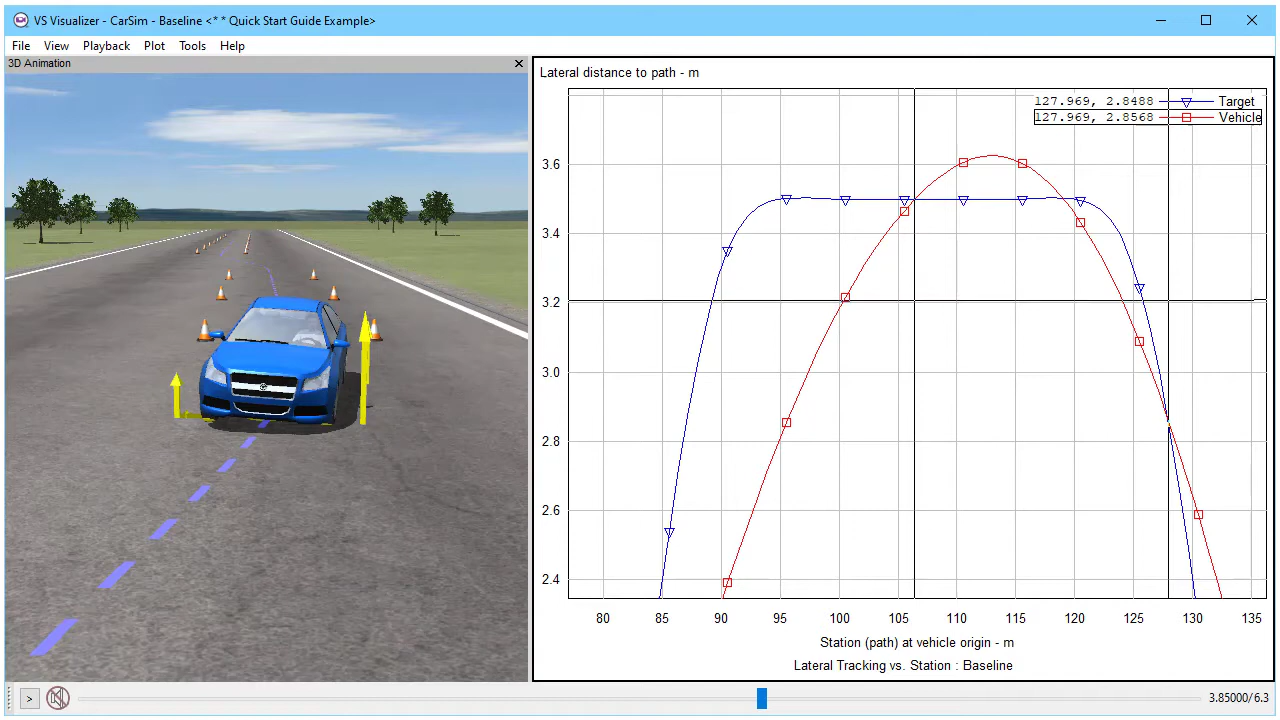 VS Visualizer - CarSim - Baseline <* * Quick Start Guide Example>
File View Playback Plot Tools Help
3D Animation
Lateral distance to path - m
127.969, 2.8488 Target
127.969, 2.8568 Vehicle
3.6
3.4
3.2
3.0
2.8
2.6
2.4
80 85 90 95 100 105 110 115 120 125 130 135
Station (path) at vehicle origin - m
Lateral Tracking vs. Station : Baseline
> 3.85000/6.3